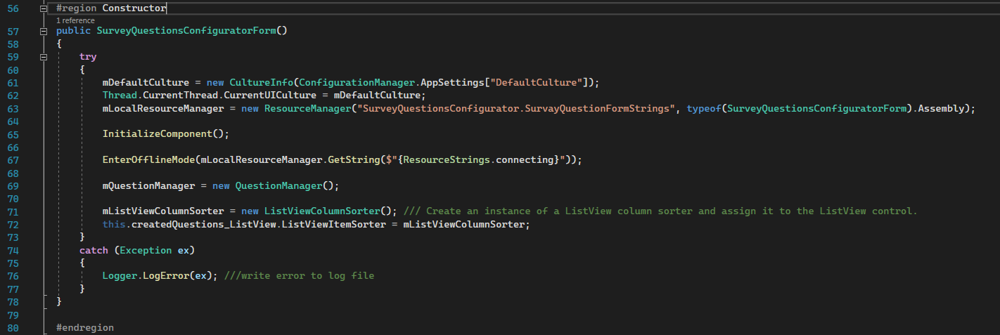 56 #region Constructor
1 reference
57 public SurveyQuestionsConfiguratorForm()
58 {
59 try
60 {
61 mDefaultCulture = new CultureInfo(ConfigurationManager.AppSettings["DefaultCulture"]);
62 Thread.CurrentThread.CurrentUICulture = mDefaultCulture;
63 mLocalResourceManager = new ResourceManager("SurveyQuestionsConfigurator.SurvayQuestionFormStrings", typeof(SurveyQuestionsConfiguratorForm).Assembly);
64
65 InitializeComponent();
66
67 EnterOfflineMode(mLocalResourceManager.GetString($"{ResourceStrings.connecting}"));
68
69 mQuestionManager = new QuestionManager();
70
71 mListViewColumnSorter = new ListViewColumnSorter(); /// Create an instance of a ListView column sorter and assign it to the ListView control.
72 this.createdQuestions_ListView.ListViewItemSorter = mListViewColumnSorter;
73 }
74 catch (Exception ex)
75 {
76 Logger.LogError(ex); ///write error to log file
77 }
78 }
79
80 #endregion